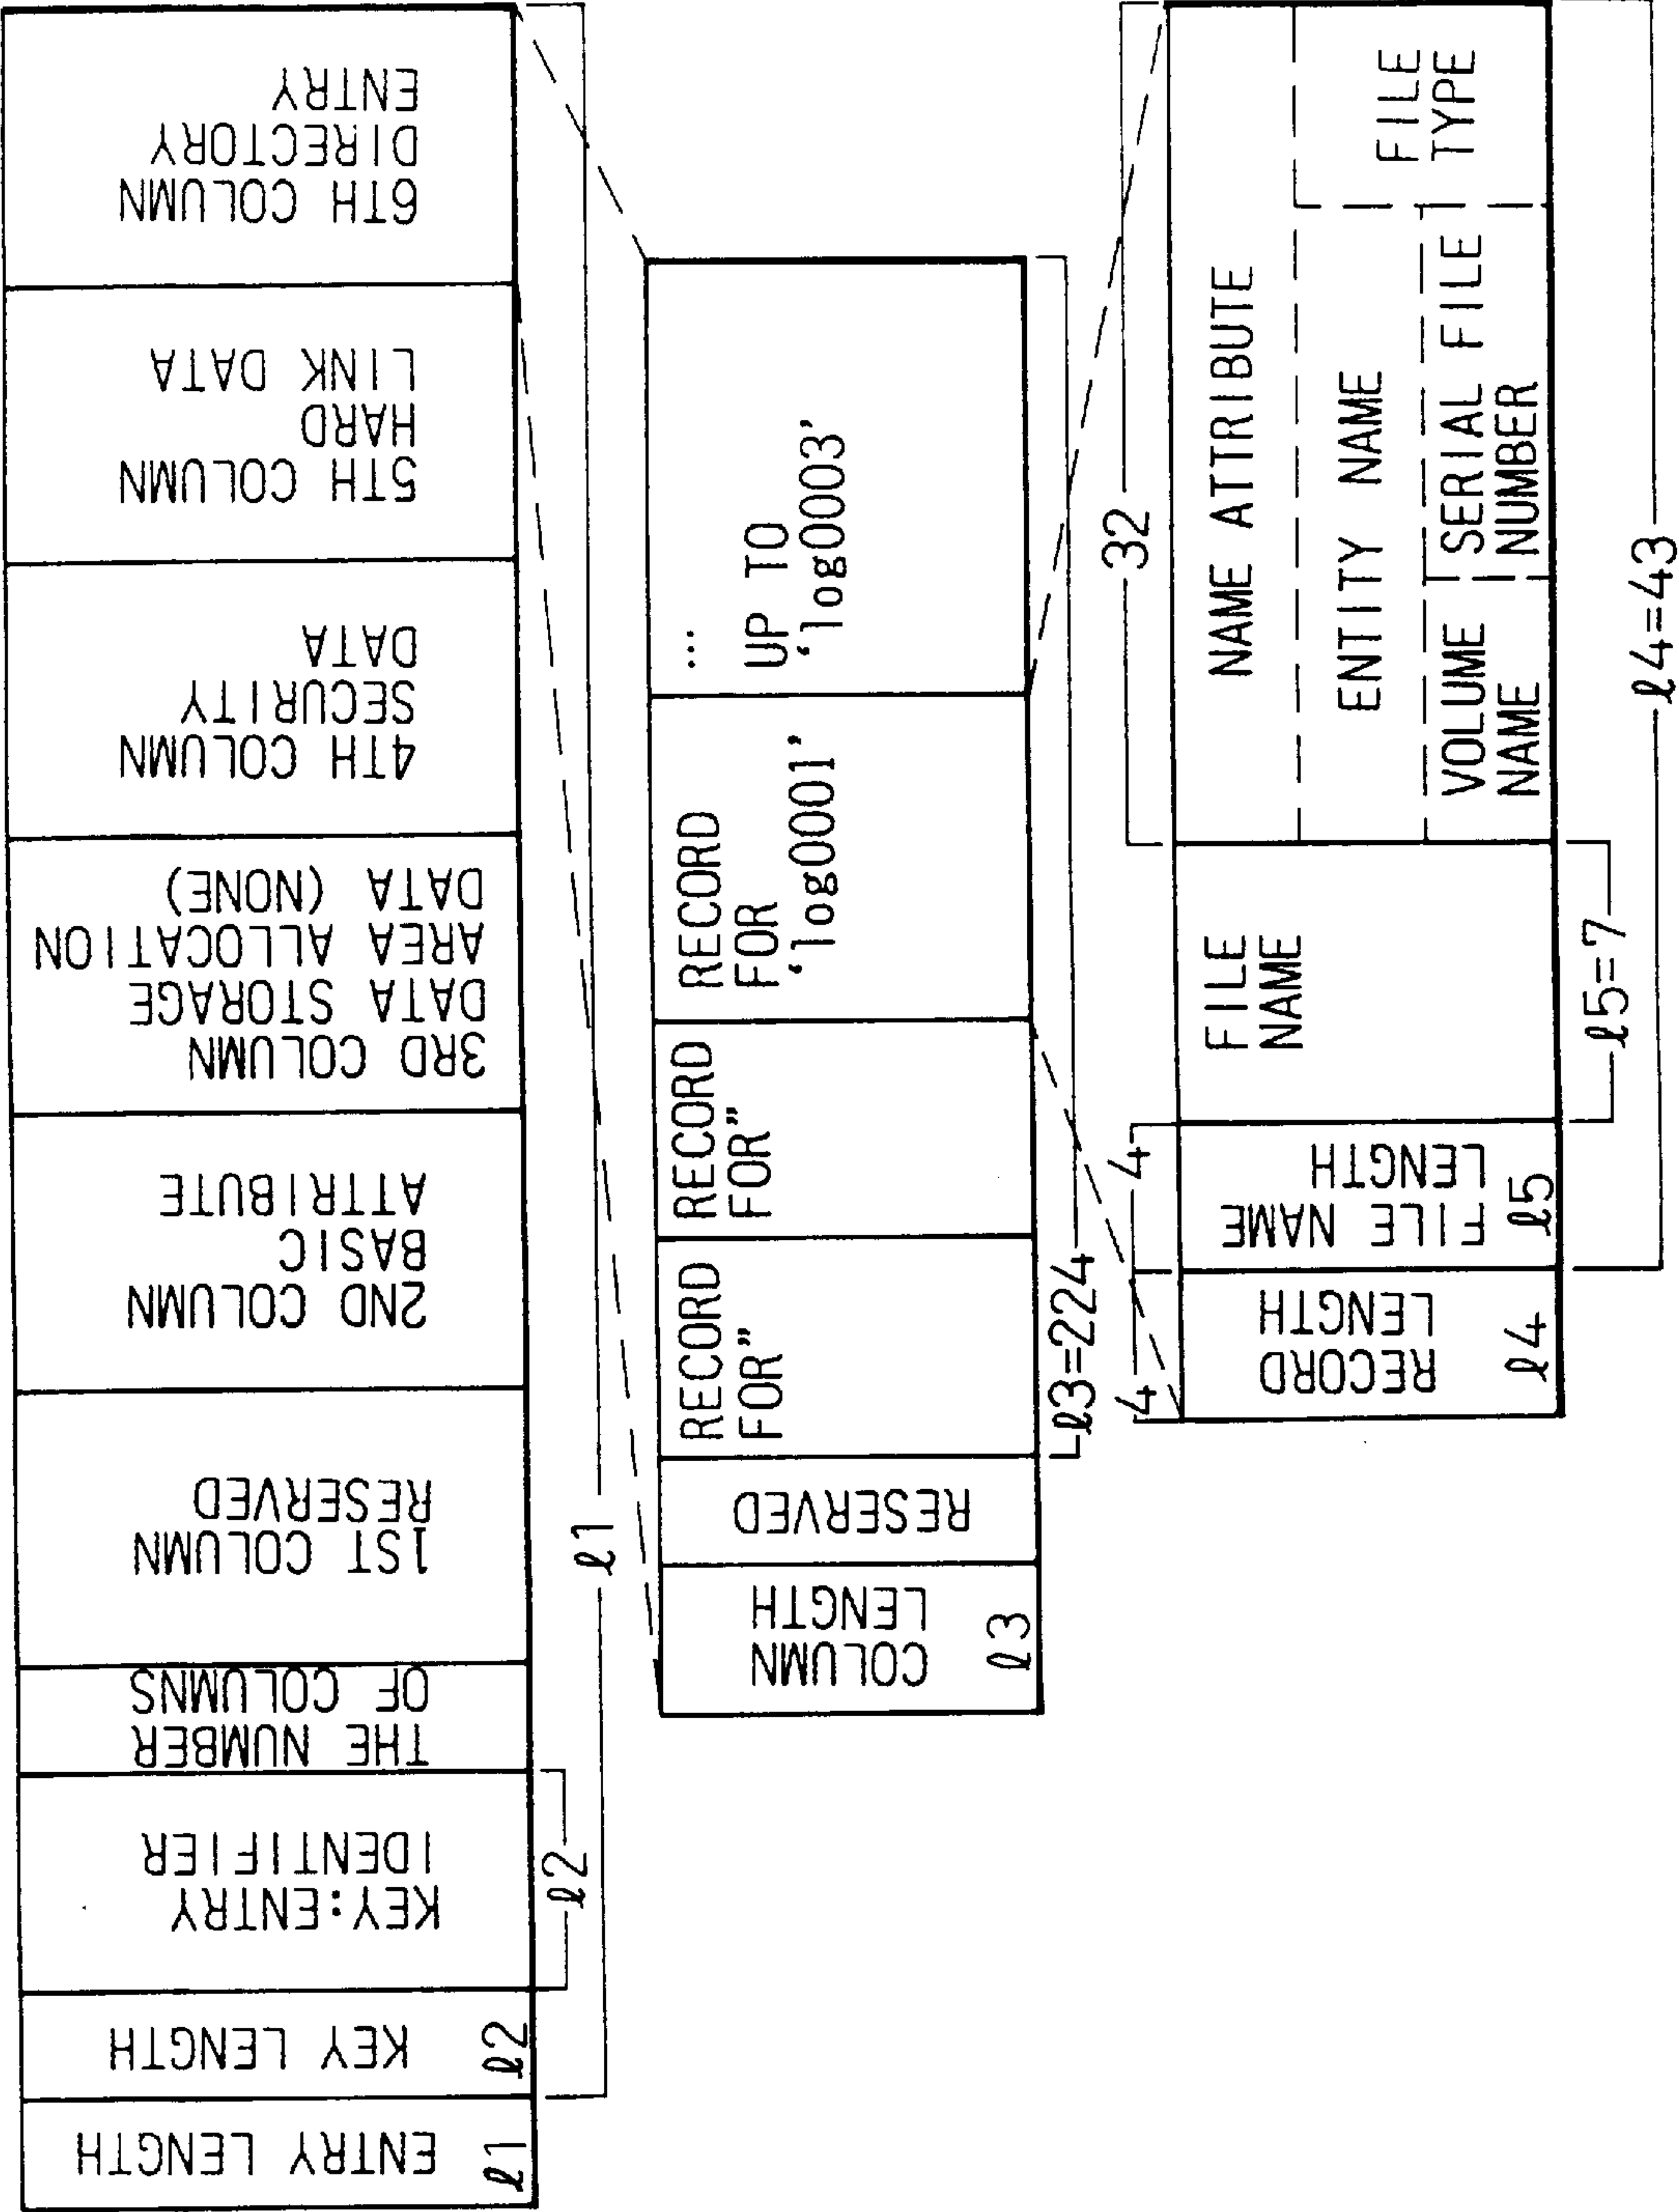 ENTRY LENGTH
ℓ1
KEY LENGTH
ℓ2
KEY:ENTRY
IDENTIFIER
THE NUMBER
OF COLUMNS
1ST COLUMN
RESERVED
2ND COLUMN
BASIC
ATTRIBUTE
3RD COLUMN
DATA STORAGE
AREA ALLOCATION
DATA (NONE)
4TH COLUMN
SECURITY
DATA
5TH COLUMN
HARD
LINK DATA
6TH COLUMN
DIRECTORY
ENTRY
ℓ2
ℓ1
COLUMN
LENGTH
ℓ3
RESERVED
RECORD
FOR”
RECORD
FOR”
RECORD
FOR
‘log0001’
...
UP TO
‘log0003’
ℓ3=224
4
4
32
RECORD
LENGTH
ℓ4
FILE NAME
LENGTH
ℓ5
FILE
NAME
NAME ATTRIBUTE
ENTITY NAME
VOLUME
NAME
SERIAL FILE
NUMBER
FILE
TYPE
ℓ5=7
ℓ4=43